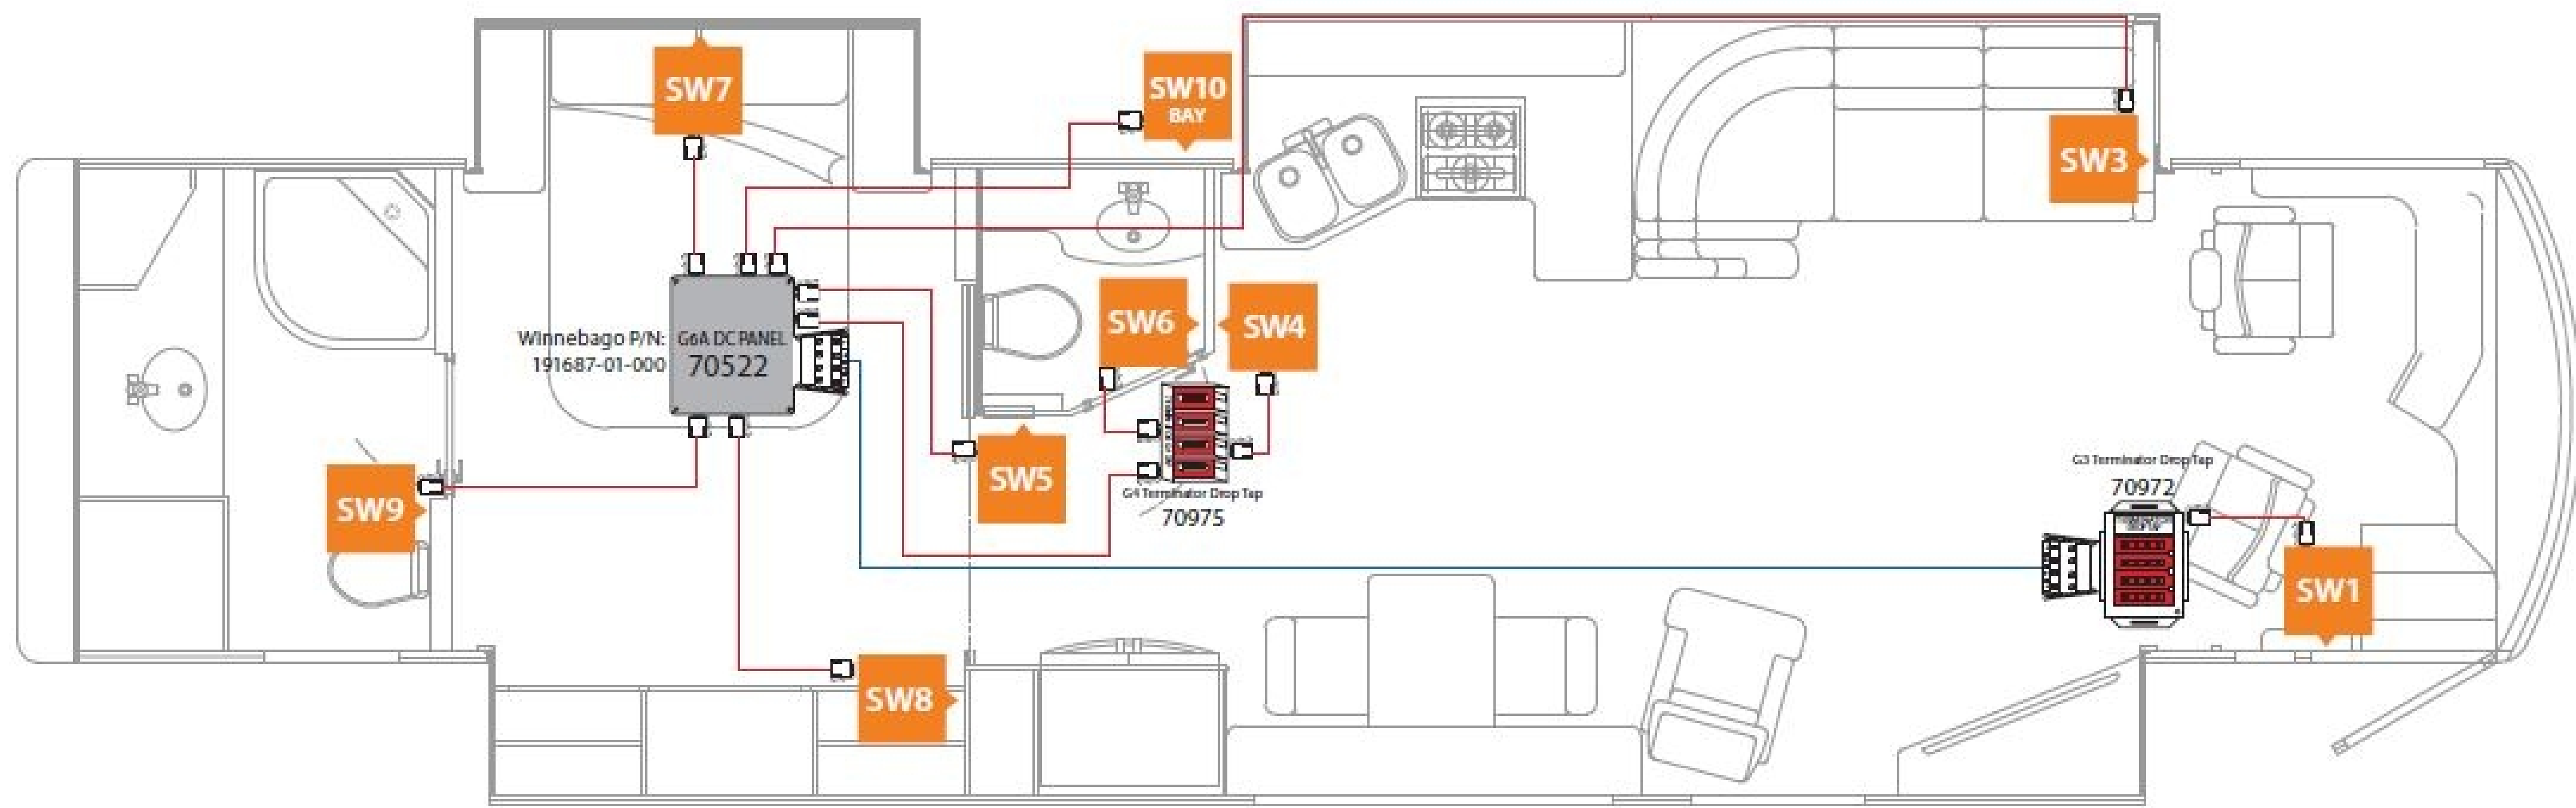 SW7
SW10
BAY
SW3
SW6
SW4
Winnebago P/N:
191687-01-000
G6A DC PANEL
70522
SW9
SW5
G4 Terminator Drop Tap
70975
G3 Terminator Drop Tap
70972
SW1
SW8